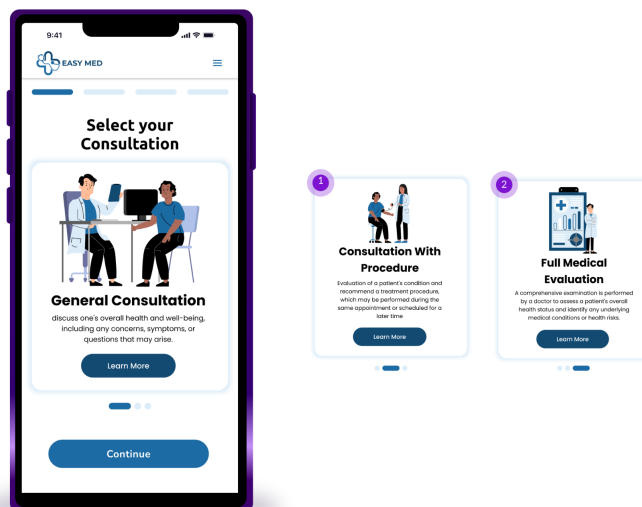 9:41
EASY MED
Select your
Consultation
General Consultation
discuss one's overall health and well-being,
including any concerns, symptoms, or
questions that may arise.
Learn More
Continue
1
Consultation With
Procedure
Evaluation of a patient's condition and
recommend a treatment procedure,
which may be performed during the
same appointment or scheduled for a
later time
Learn More
2
Full Medical
Evaluation
A comprehensive examination is performed
by a doctor to assess a patient's overall
health status and identify any underlying
medical conditions or health risks.
Learn More